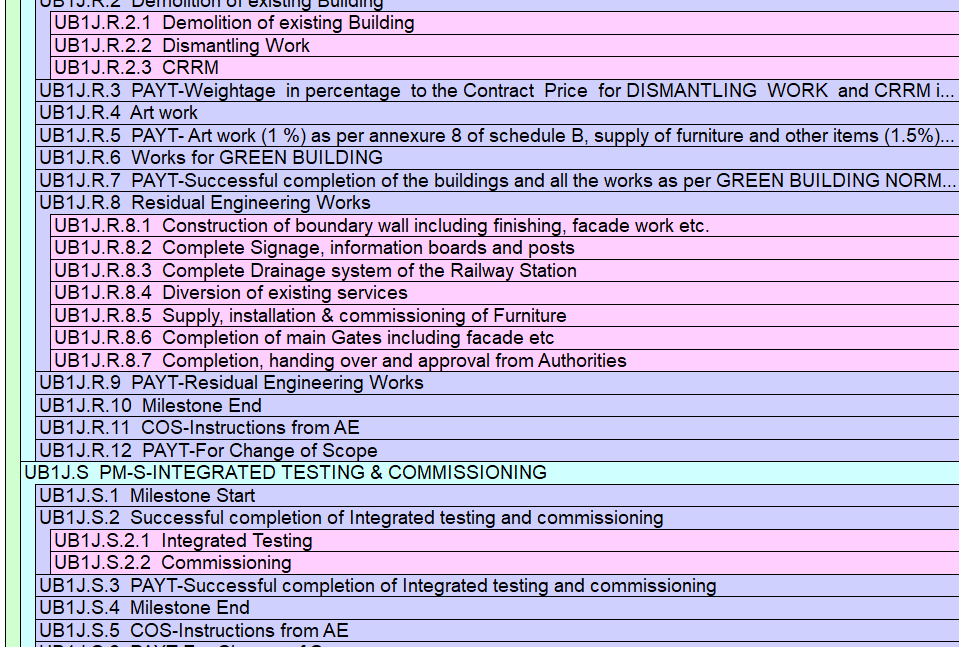 UB1J.R.2 Demolition of existing Building
UB1J.R.2.1 Demolition of existing Building
UB1J.R.2.2 Dismantling Work
UB1J.R.2.3 CRRM
UB1J.R.3 PAYT-Weightage in percentage to the Contract Price for DISMANTLING WORK and CRRM i...
UB1J.R.4 Art work
UB1J.R.5 PAYT- Art work (1 %) as per annexure 8 of schedule B, supply of furniture and other items (1.5%)...
UB1J.R.6 Works for GREEN BUILDING
UB1J.R.7 PAYT-Successful completion of the buildings and all the works as per GREEN BUILDING NORM...
UB1J.R.8 Residual Engineering Works
UB1J.R.8.1 Construction of boundary wall including finishing, facade work etc.
UB1J.R.8.2 Complete Signage, information boards and posts
UB1J.R.8.3 Complete Drainage system of the Railway Station
UB1J.R.8.4 Diversion of existing services
UB1J.R.8.5 Supply, installation & commissioning of Furniture
UB1J.R.8.6 Completion of main Gates including facade etc
UB1J.R.8.7 Completion, handing over and approval from Authorities
UB1J.R.9 PAYT-Residual Engineering Works
UB1J.R.10 Milestone End
UB1J.R.11 COS-Instructions from AE
UB1J.R.12 PAYT-For Change of Scope
UB1J.S PM-S-INTEGRATED TESTING & COMMISSIONING
UB1J.S.1 Milestone Start
UB1J.S.2 Successful completion of Integrated testing and commissioning
UB1J.S.2.1 Integrated Testing
UB1J.S.2.2 Commissioning
UB1J.S.3 PAYT-Successful completion of Integrated testing and commissioning
UB1J.S.4 Milestone End
UB1J.S.5 COS-Instructions from AE